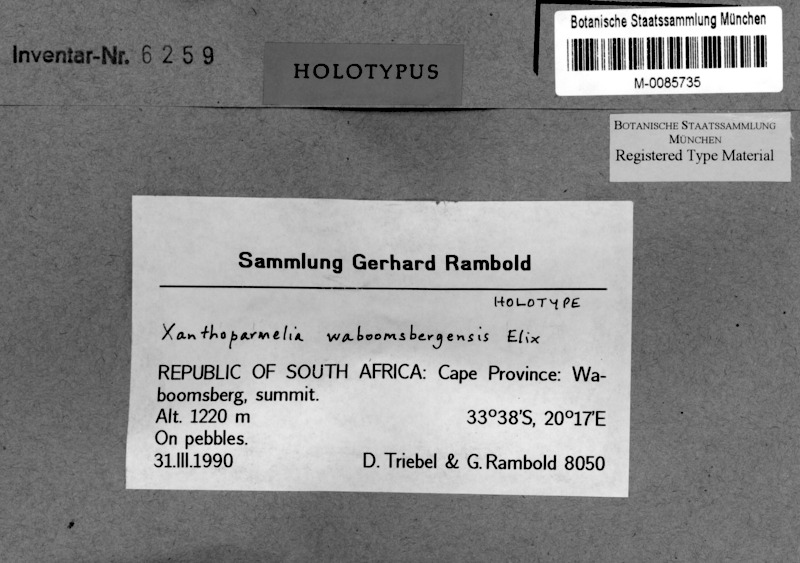 Inventar-Nr. 6259
HOLOTYPUS
Botanische Staatssammlung München
M-0085735
BOTANISCHE STAATSSAMMLUNG
MÜNCHEN
Registered Type Material
Sammlung Gerhard Rambold
HOLOTYPE
Xanthoparmelia waboomsbergensis Elix
REPUBLIC OF SOUTH AFRICA: Cape Province: Wa-
boomsberg, summit.
Alt. 1220 m 33°38'S, 20°17'E
On pebbles.
31.III.1990 D. Triebel & G. Rambold 8050